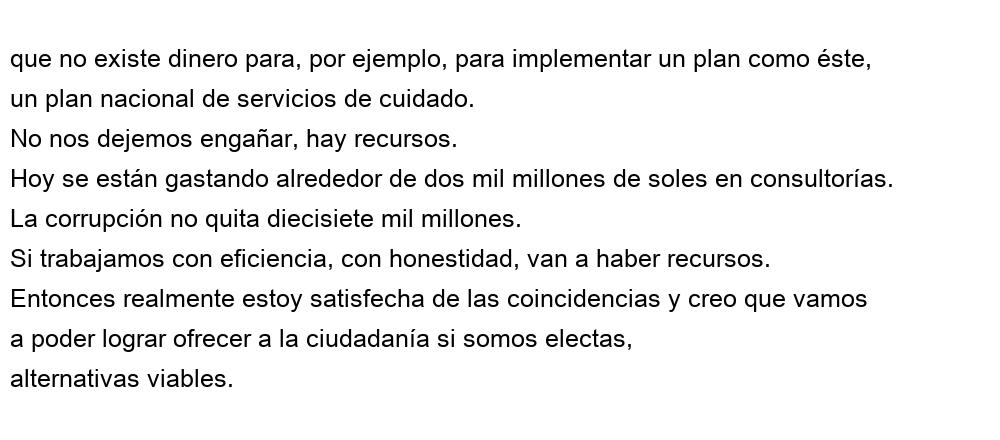 que no existe dinero para, por ejemplo, para implementar un plan como éste,
un plan nacional de servicios de cuidado.
No nos dejemos engañar, hay recursos.
Hoy se están gastando alrededor de dos mil millones de soles en consultorías.
La corrupción no quita diecisiete mil millones.
Si trabajamos con eficiencia, con honestidad, van a haber recursos.
Entonces realmente estoy satisfecha de las coincidencias y creo que vamos
a poder lograr ofrecer a la ciudadanía si somos electas,
alternativas viables.